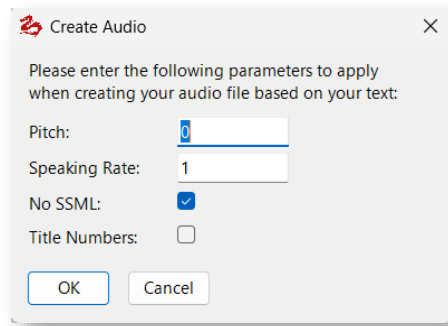 Create Audio
Please enter the following parameters to apply
when creating your audio file based on your text:
Pitch: 0
Speaking Rate: 1
No SSML:
Title Numbers:
OK Cancel